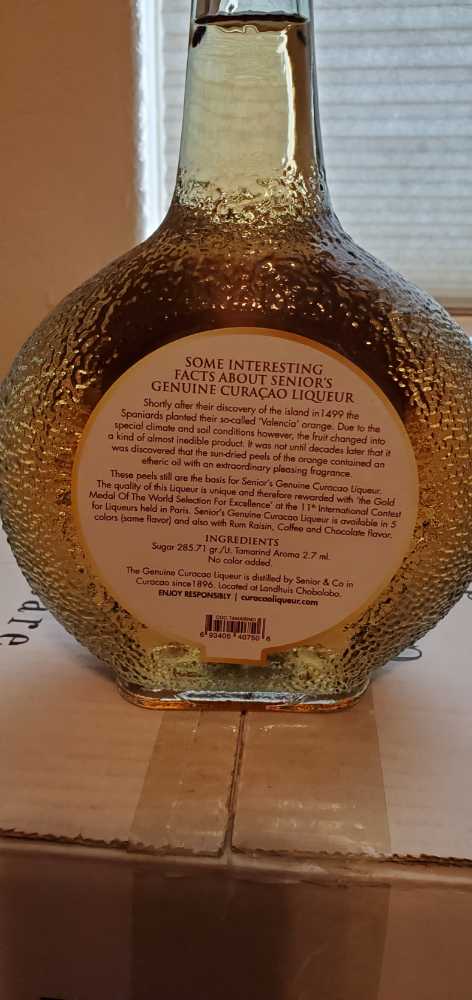 SOME INTERESTING
FACTS ABOUT SENIOR'S
GENUINE CURAÇAO LIQUEUR
Shortly after their discovery of the island in 1499 the
Spaniards planted their so-called 'Valencia' orange. Due to the
special climate and soil conditions however, the fruit changed into
a kind of almost inedible product. It was not until decades later that it
was discovered that the sun-dried peels of the orange contained an
etheric oil with an extraordinary pleasing fragrance.
These peels still are the basis for Senior's Genuine Curacao Liqueur.
The quality of this Liqueur is unique and therefore rewarded with 'the Gold
Medal Of The World Selection For Excellence' at the 11th International Contest
for Liqueurs held in Paris. Senior's Genuine Curacao Liqueur is available in 5
colors (same flavor) and also with Rum Raisin, Coffee and Chocolate flavor.
INGREDIENTS
Sugar 285.71 gr./l. Tamarind Aroma 2.7 ml.
No color added.
The Genuine Curacao Liqueur is distilled by Senior & Co in
Curacao since1896. Located at Landhuis Chobolobo.
ENJOY RESPONSIBLY | curacaoliqueur.com
6 93406 40750 6
dre